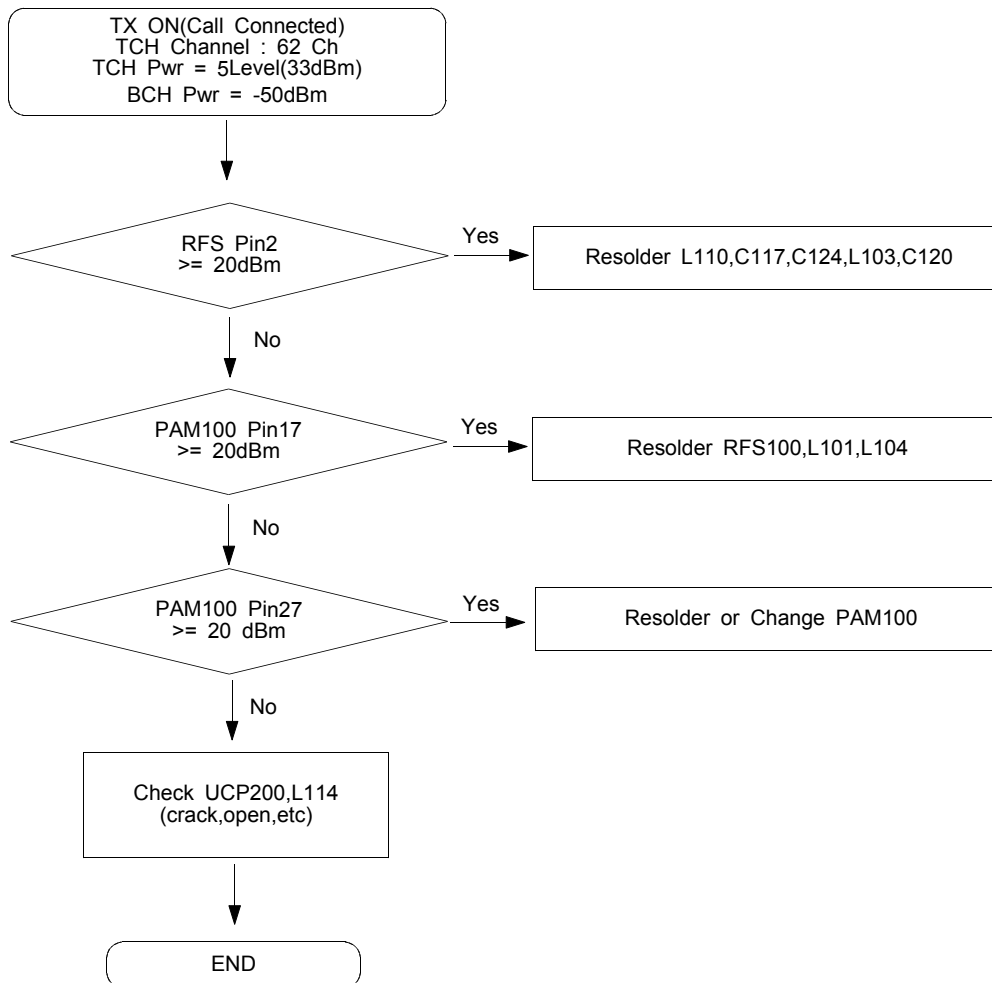 TX ON(Call Connected)
TCH Channel : 62 Ch
TCH Pwr = 5Level(33dBm)
BCH Pwr = -50dBm
RFS Pin2
>= 20dBm
Yes
Resolder L110,C117,C124,L103,C120
No
PAM100 Pin17
>= 20dBm
Yes
Resolder RFS100,L101,L104
No
PAM100 Pin27
>= 20 dBm
Yes
Resolder or Change PAM100
No
Check UCP200,L114
(crack,open,etc)
END